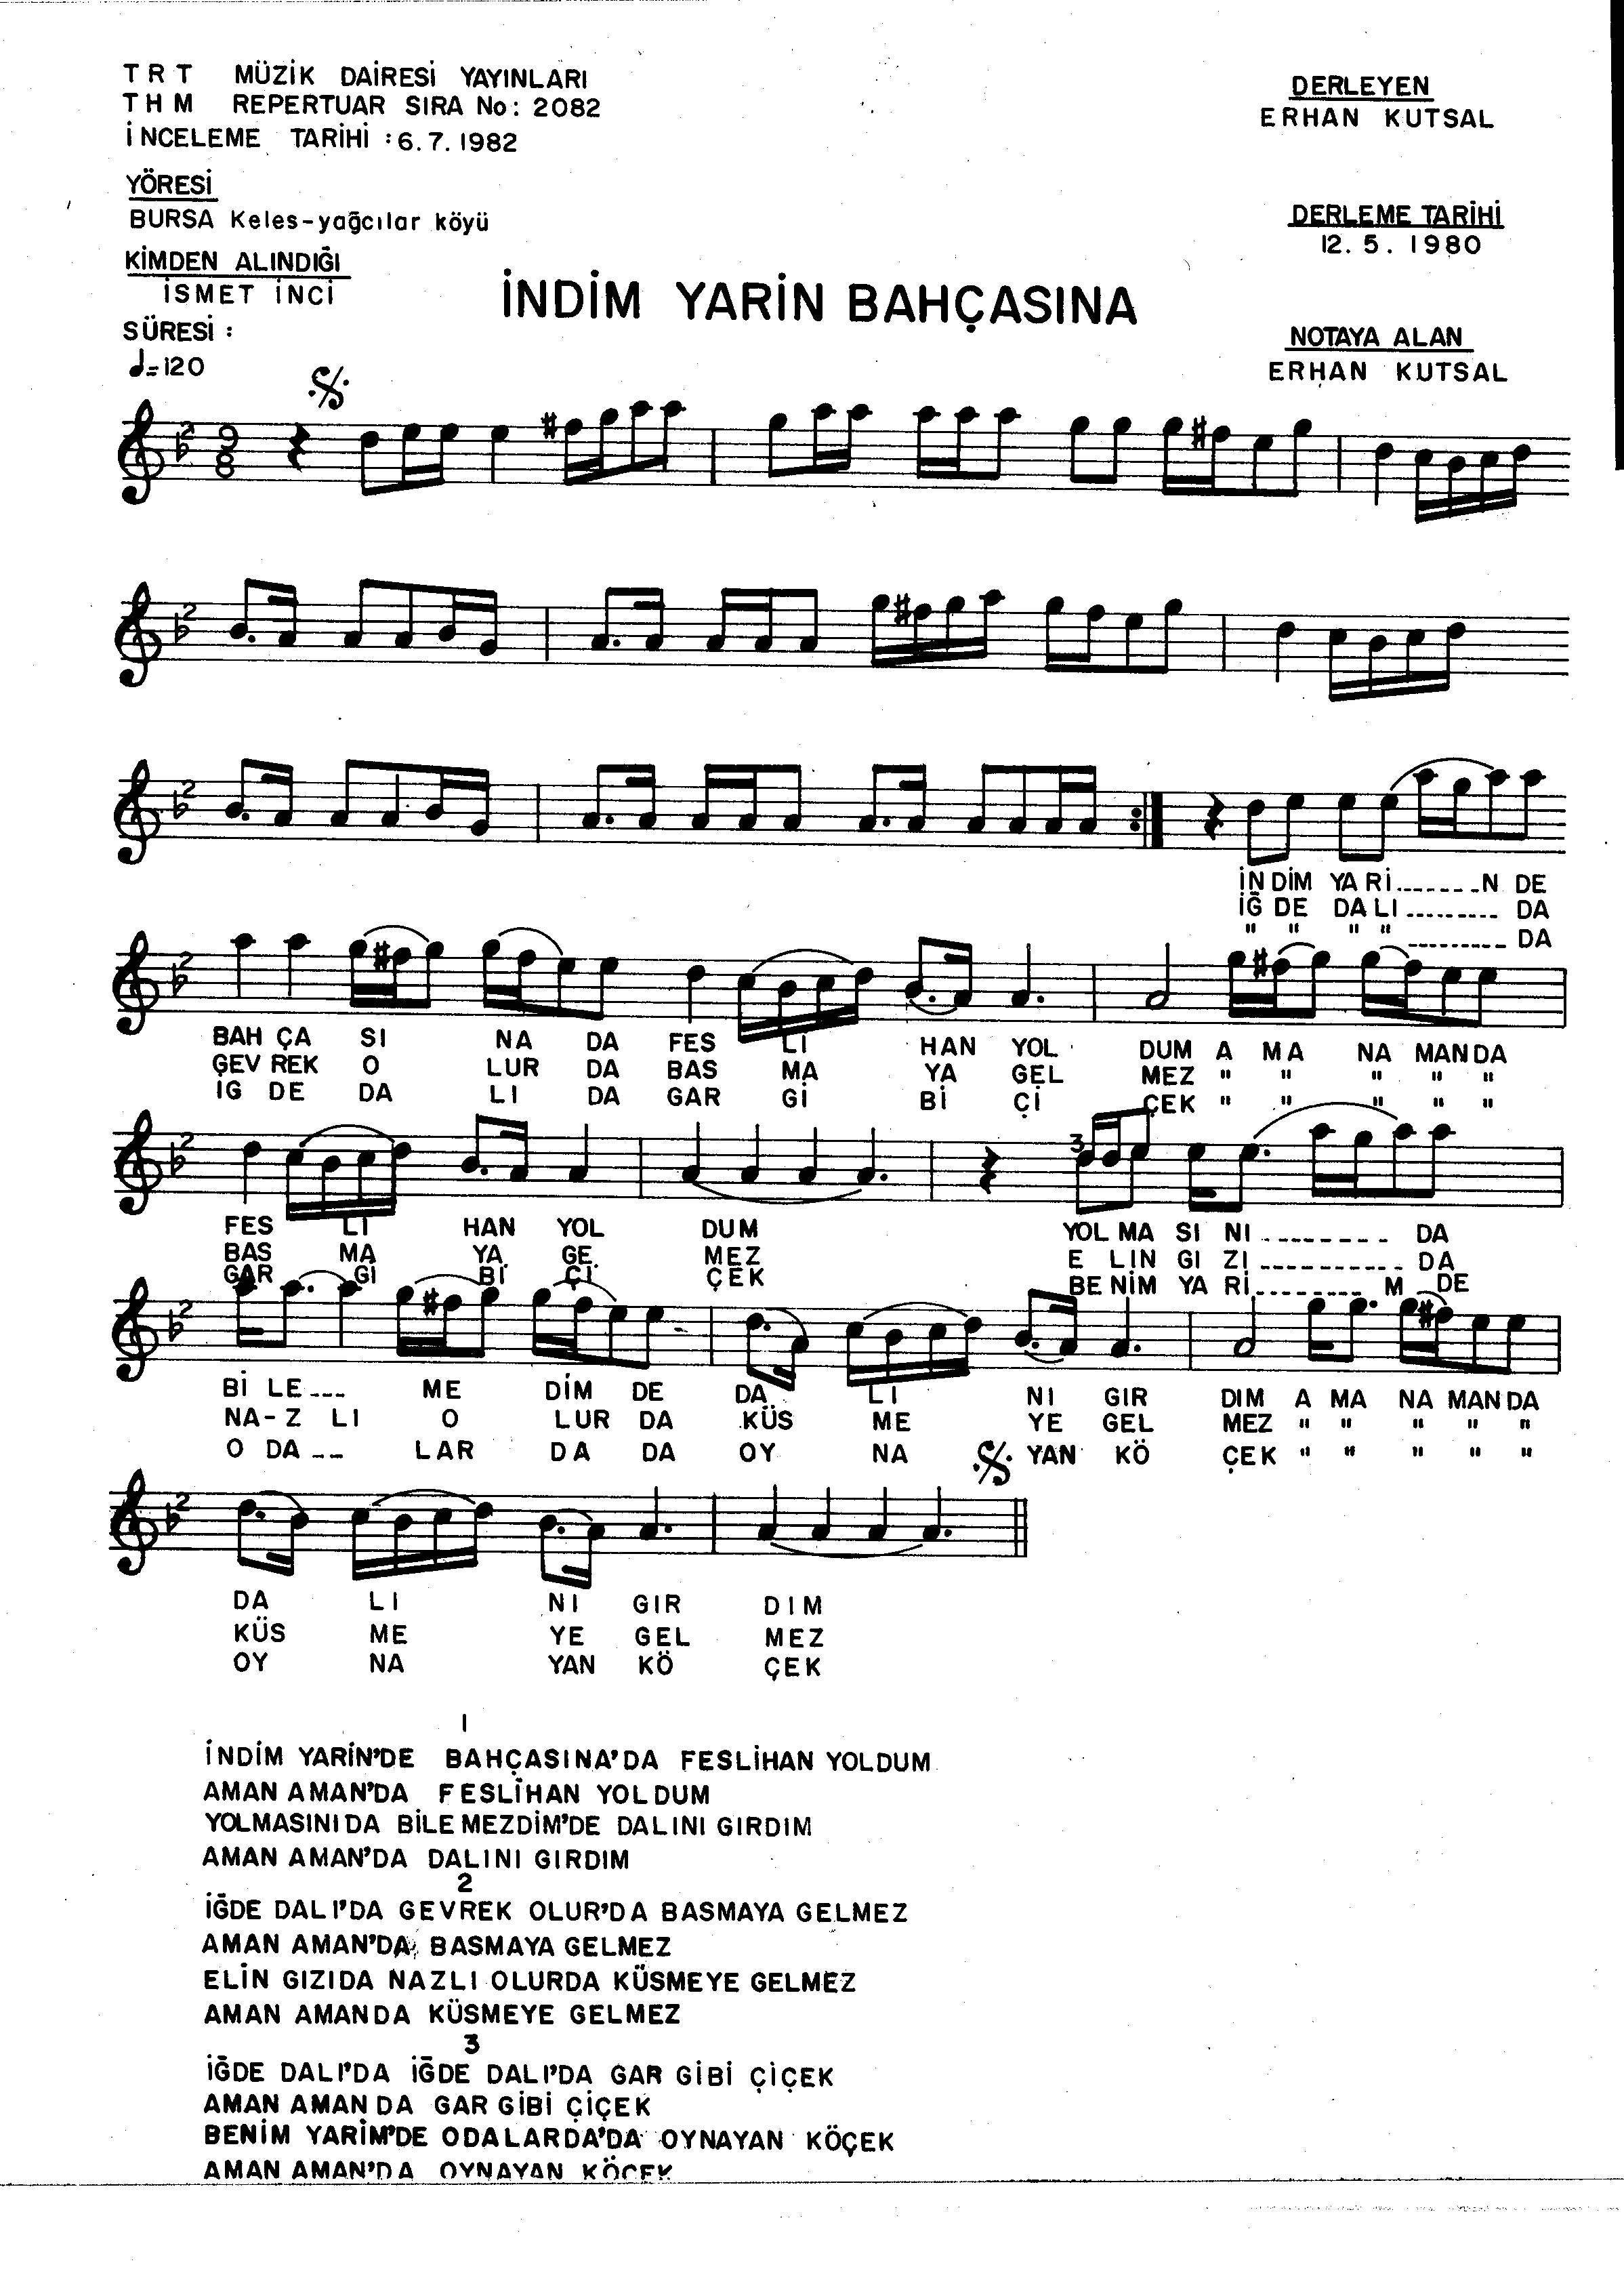 TRT MÜZİK DAİRESİ YAYINLARI
THM REPERTUAR SIRA No: 2082
İNCELEME TARİHİ : 6.7.1982
DERLEYEN
ERHAN KUTSAL
YÖRESİ
BURSA Keles-yağcılar köyü
DERLEME TARİHİ
12.5.1980
KİMDEN ALINDIĞI
İSMET İNCİ
İNDİM YARİN BAHÇASINA
SÜRESİ :
♩=120
NOTAYA ALAN
ERHAN KUTSAL
2 9 8
2
2
İN DİM YA Rİ........N DE
İĞ DE DA LI......... DA
" " " " ......... DA
2
BAH ÇA SI NA DA FES LI HAN YOL DUM A MA NA MAN DA
GEV REK O LUR DA BAS MA YA GEL MEZ " " " " "
IG DE DA LI DA GAR Gİ Bİ Çİ ÇEK " " " " "
2 3
FES LI HAN YOL DUM YOL MA SI NI......... DA
BAS MA YA GE MEZ E LIN GI ZI........... DA
GAR GI Bİ Çİ ÇEK BE NİM YA Rİ........ M DE
2
Bİ LE... ME DİM DE DA LI NI GIR DIM A MA NA MAN DA
NA-Z LI O LUR DA KÜS ME YE GEL MEZ " " " " "
O DA.. LAR DA DA OY NA YAN KÖ ÇEK " " " " "
2
DA LI NI GIR DIM
KÜS ME YE GEL MEZ
OY NA YAN KÖ ÇEK
1
İNDİM YARİN'DE BAHÇASINA'DA FESLİHAN YOLDUM
AMAN AMAN'DA FESLİHAN YOLDUM
YOLMASINIDA BİLEMEZDİM'DE DALINI GIRDIM
AMAN AMAN'DA DALINI GIRDIM
2
İĞDE DALI'DA GEVREK OLUR'DA BASMAYA GELMEZ
AMAN AMAN'DA BASMAYA GELMEZ
ELİN GIZIDA NAZLI OLURDA KÜSMEYE GELMEZ
AMAN AMANDA KÜSMEYE GELMEZ
3
İĞDE DALI'DA İĞDE DALI'DA GAR GİBİ ÇİÇEK
AMAN AMANDA GAR GİBİ ÇİÇEK
BENİM YARİM'DE ODALARDA'DA OYNAYAN KÖÇEK
AMAN AMAN'DA OYNAYAN KÖÇEK